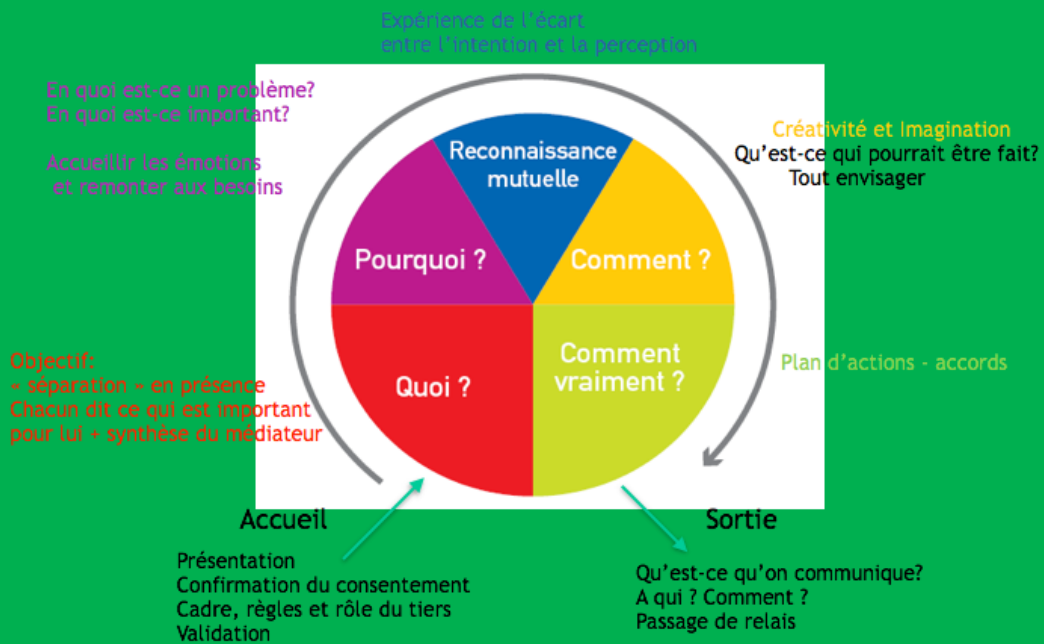 Expérience de l'écart
entre l'intention et la perception
En quoi est-ce un problème?
En quoi est-ce important?
Accueillir les émotions
et remonter aux besoins
Reconnaissance
mutuelle
Créativité et Imagination
Qu'est-ce qui pourrait être fait?
Tout envisager
Pourquoi ?
Comment ?
Objectif:
« séparation » en présence
Chacun dit ce qui est important
pour lui + synthèse du médiateur
Quoi ?
Comment
vraiment ?
Plan d'actions - accords
Accueil
Présentation
Confirmation du consentement
Cadre, règles et rôle du tiers
Validation
Sortie
Qu'est-ce qu'on communique?
A qui ? Comment ?
Passage de relais